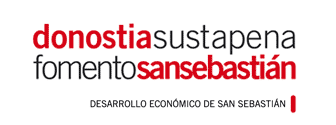 donostiasustapena
fomentosansebastián
DESARROLLO ECONÓMICO DE SAN SEBASTIÁN